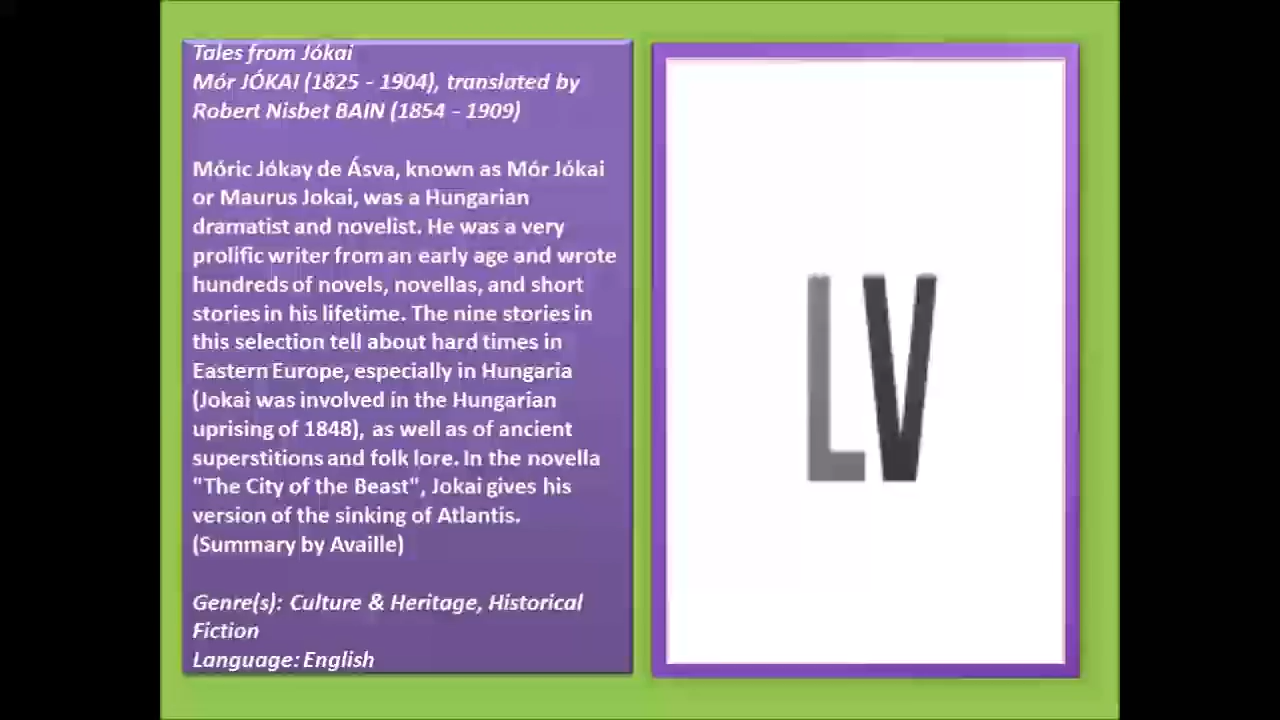 Tales from Jókai
Mór JÓKAI (1825 - 1904), translated by
Robert Nisbet BAIN (1854 - 1909)
Móric Jókay de Ásva, known as Mór Jókai
or Maurus Jokai, was a Hungarian
dramatist and novelist. He was a very
prolific writer from an early age and wrote
hundreds of novels, novellas, and short
stories in his lifetime. The nine stories in
this selection tell about hard times in
Eastern Europe, especially in Hungaria
(Jokai was involved in the Hungarian
uprising of 1848), as well as of ancient
superstitions and folk lore. In the novella
"The City of the Beast", Jokai gives his
version of the sinking of Atlantis.
(Summary by Availle)
Genre(s): Culture & Heritage, Historical
Fiction
Language: English
LV